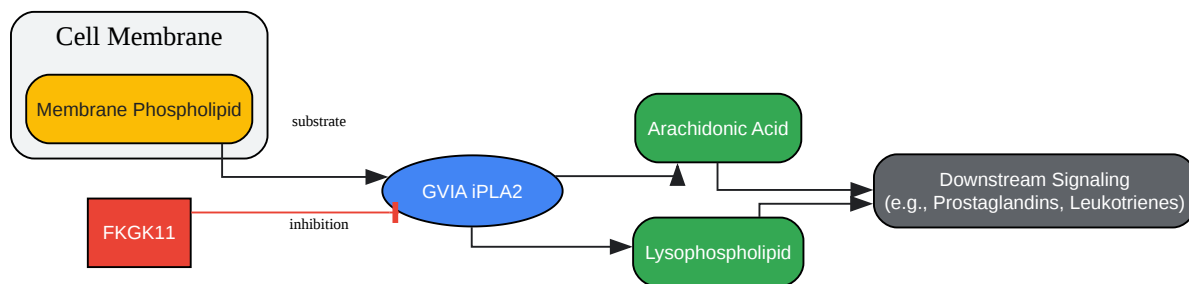 Cell Membrane
Membrane Phospholipid
substrate
Arachidonic Acid
GVIA iPLA2
Downstream Signaling
(e.g., Prostaglandins, Leukotrienes)
FKGK11
inhibition
Lysophospholipid